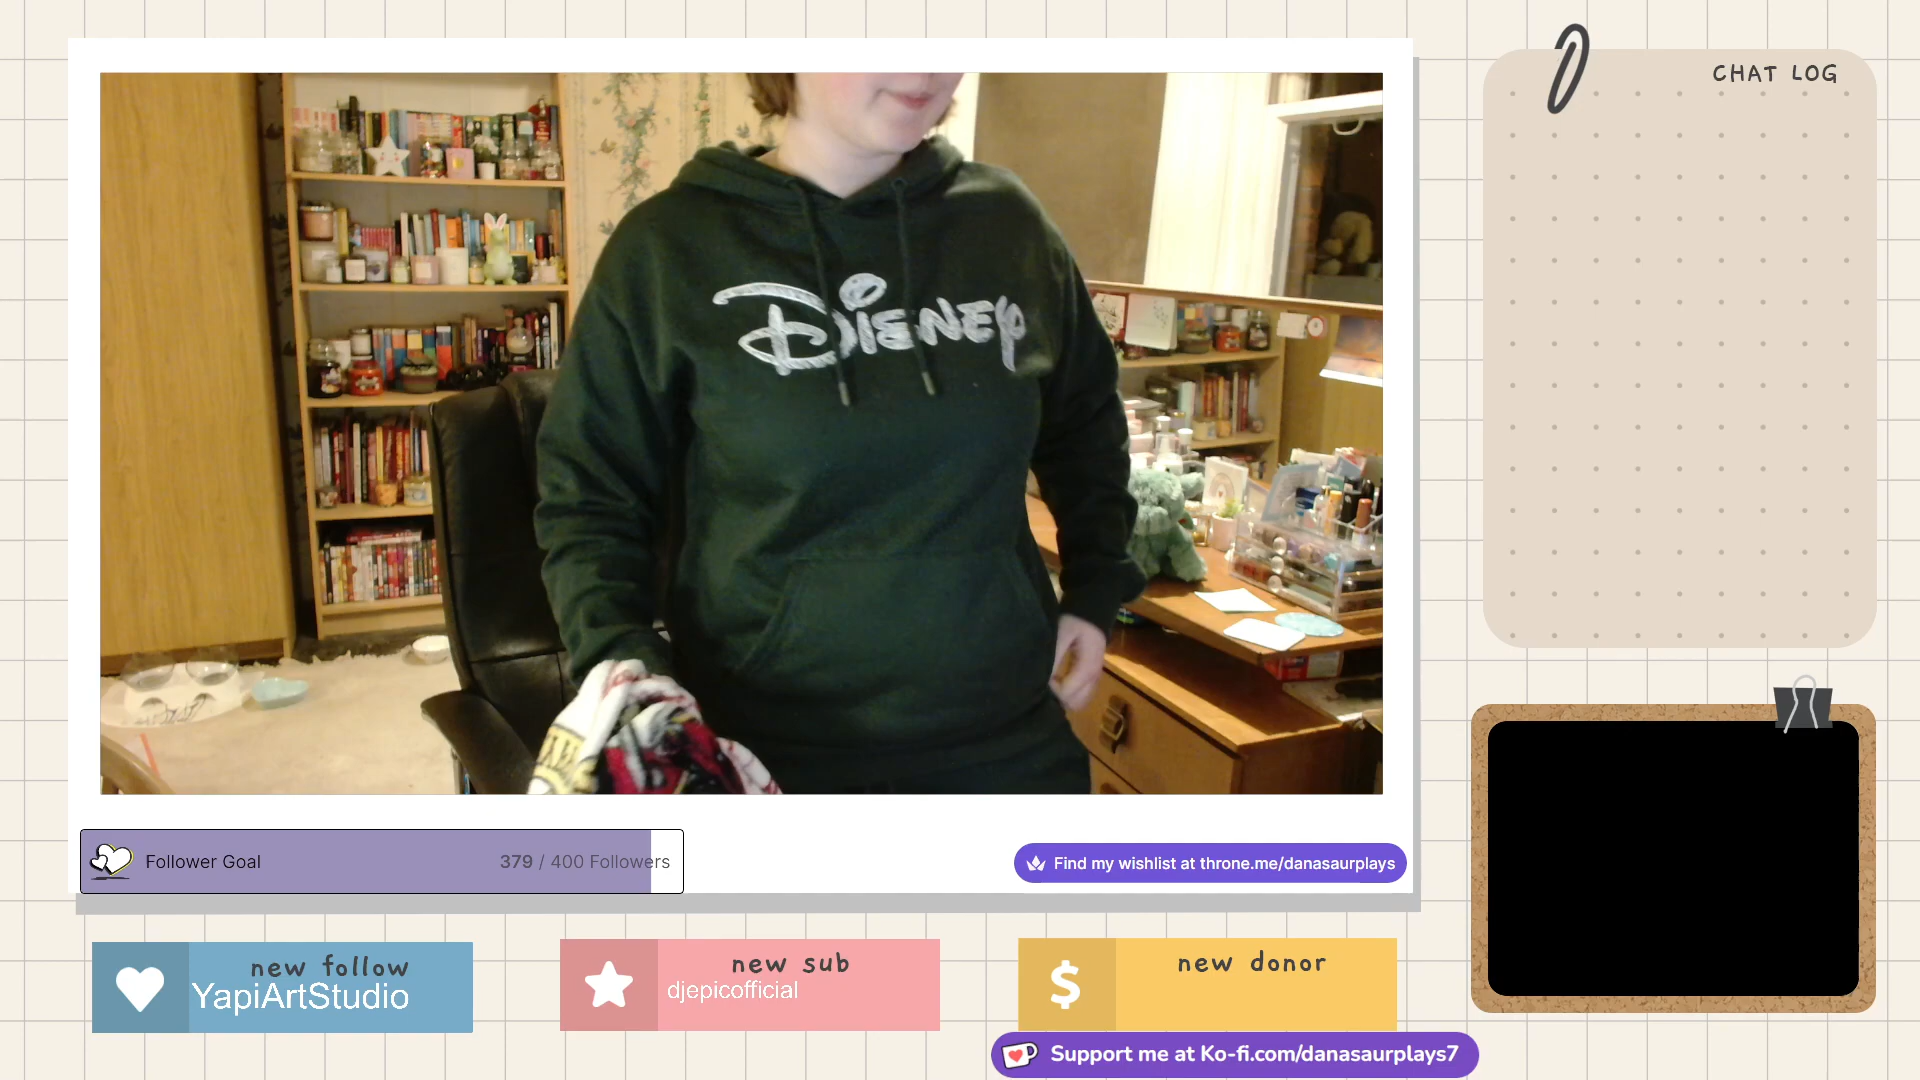 CHAT LOG
DISNEY
Follower Goal
379 / 400 Followers
Find my wishlist at throne.me/danasaurplays
new follow
YapiArtStudio
new sub
djepicofficial
new donor
Support me at Ko-fi.com/danasaurplays7